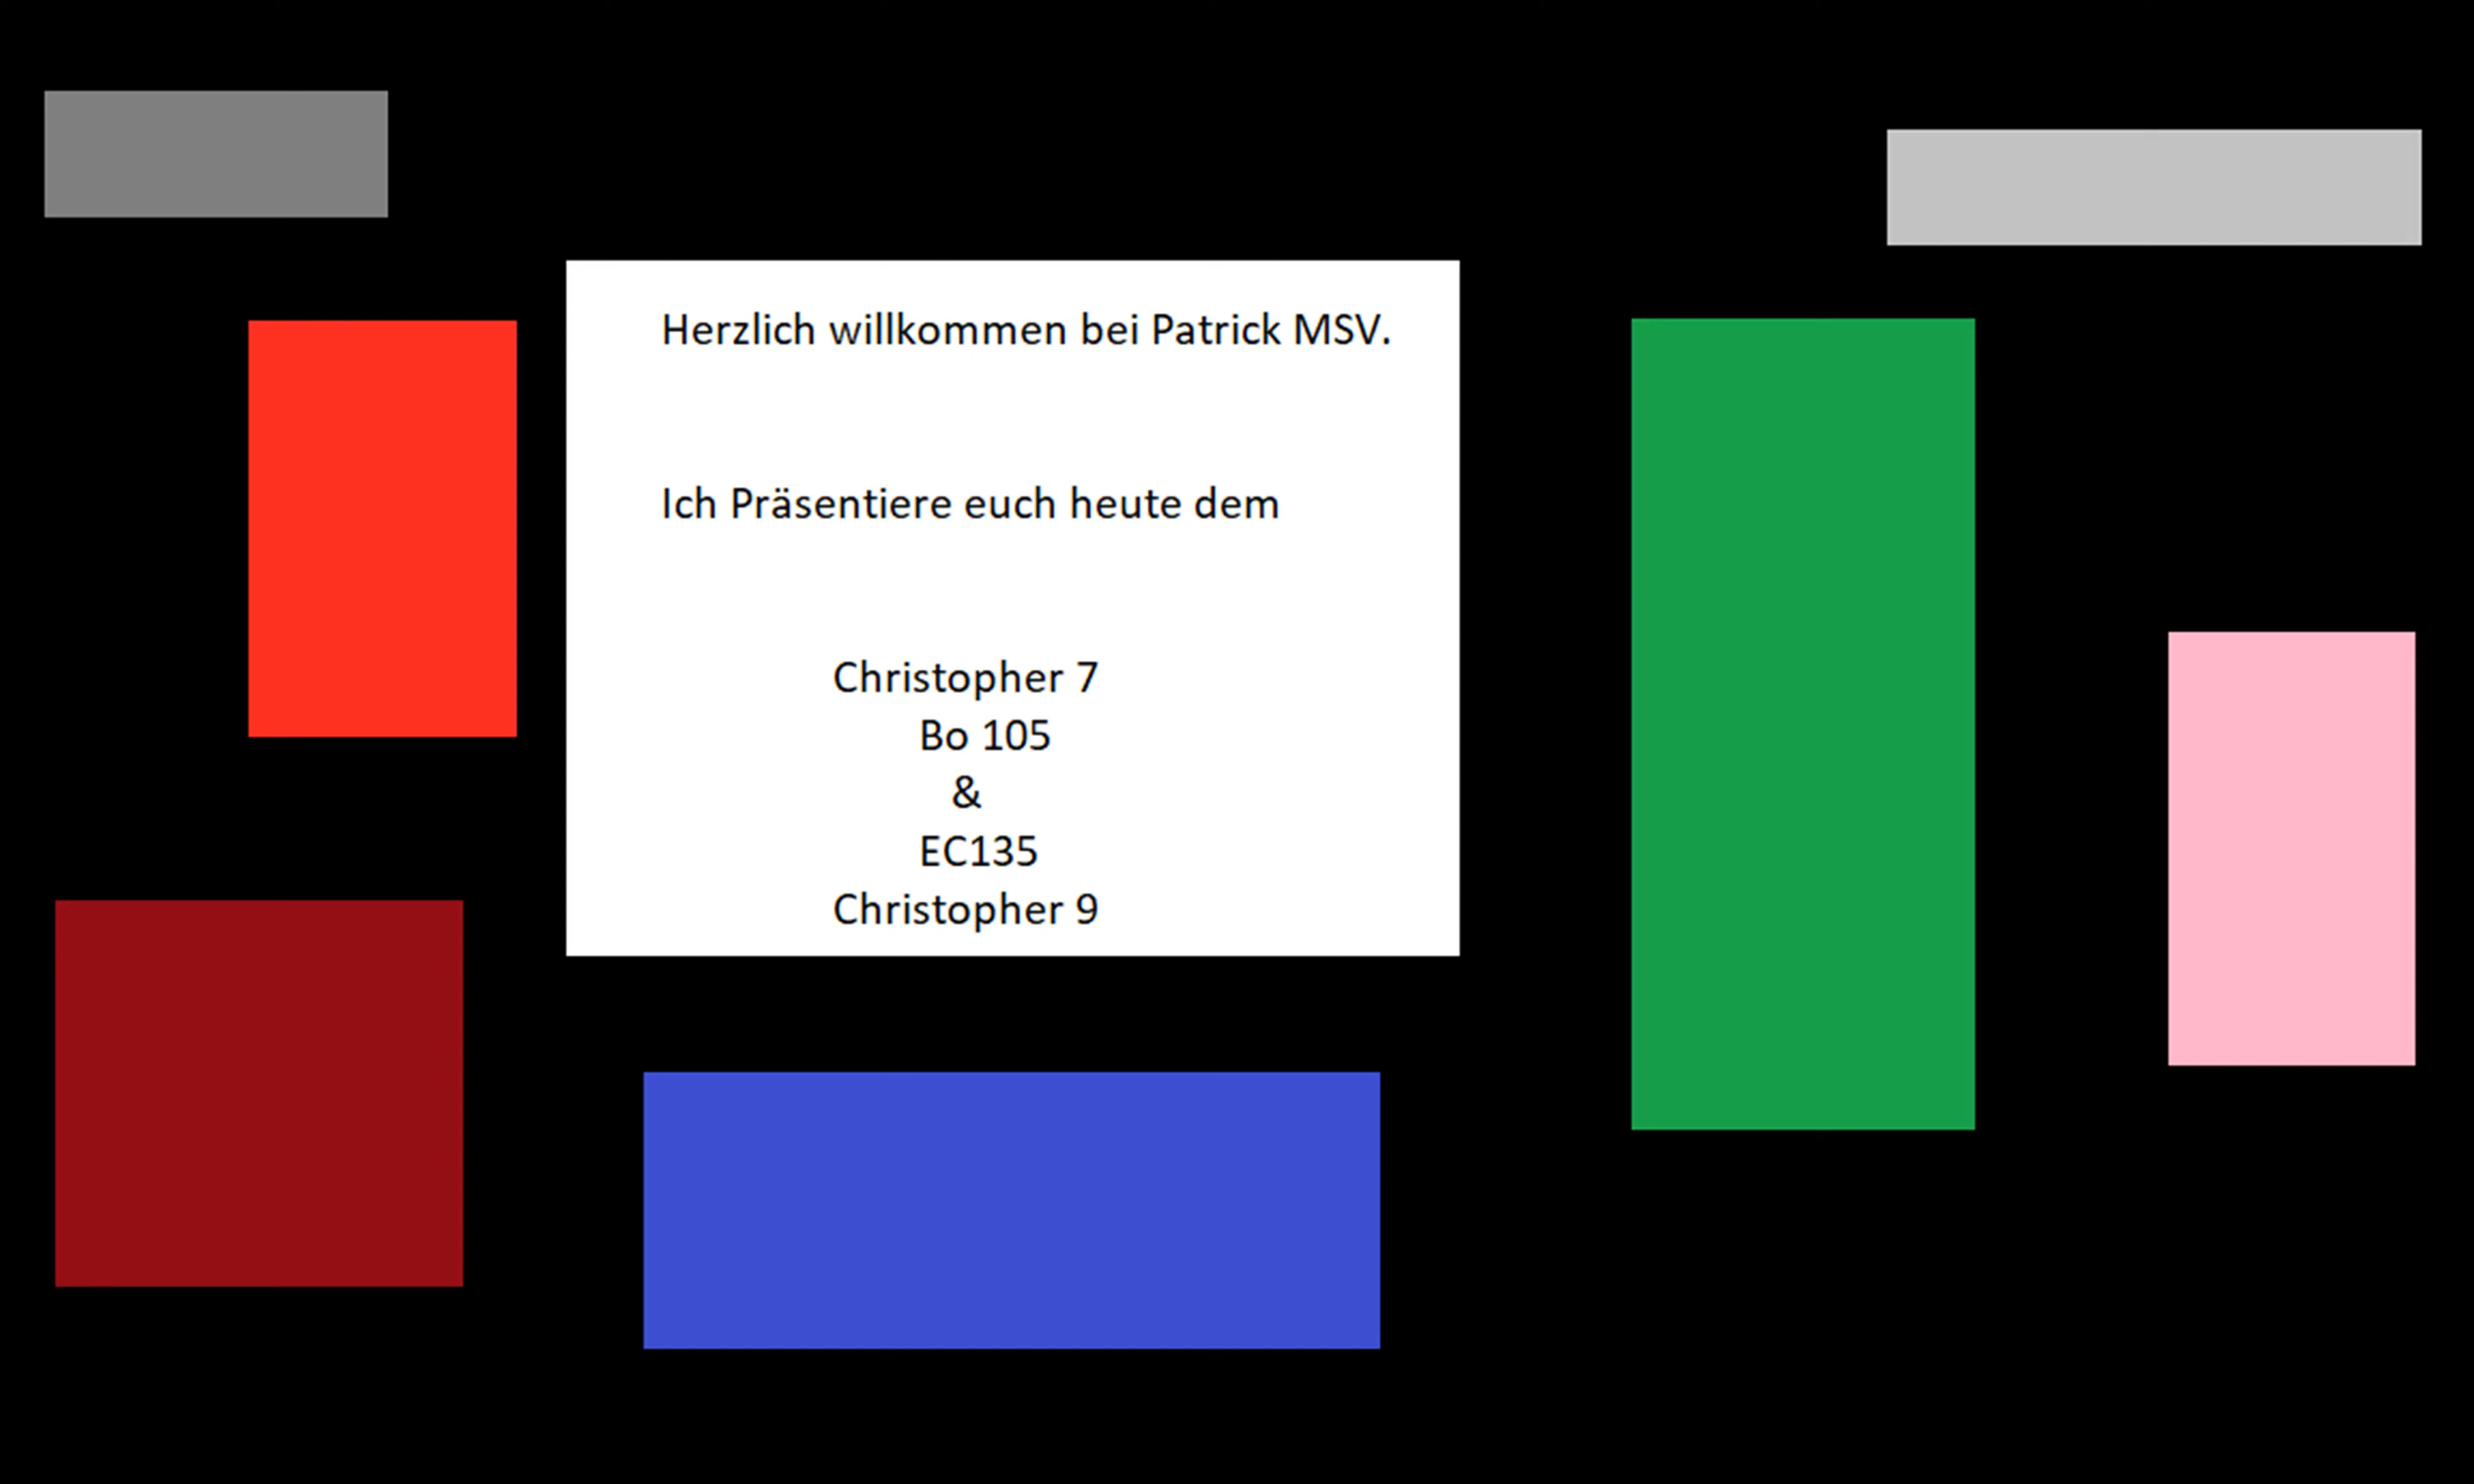 Herzlich willkommen bei Patrick MSV.
Ich Präsentiere euch heute dem
Christopher 7
Bo 105
&
EC135
Christopher 9